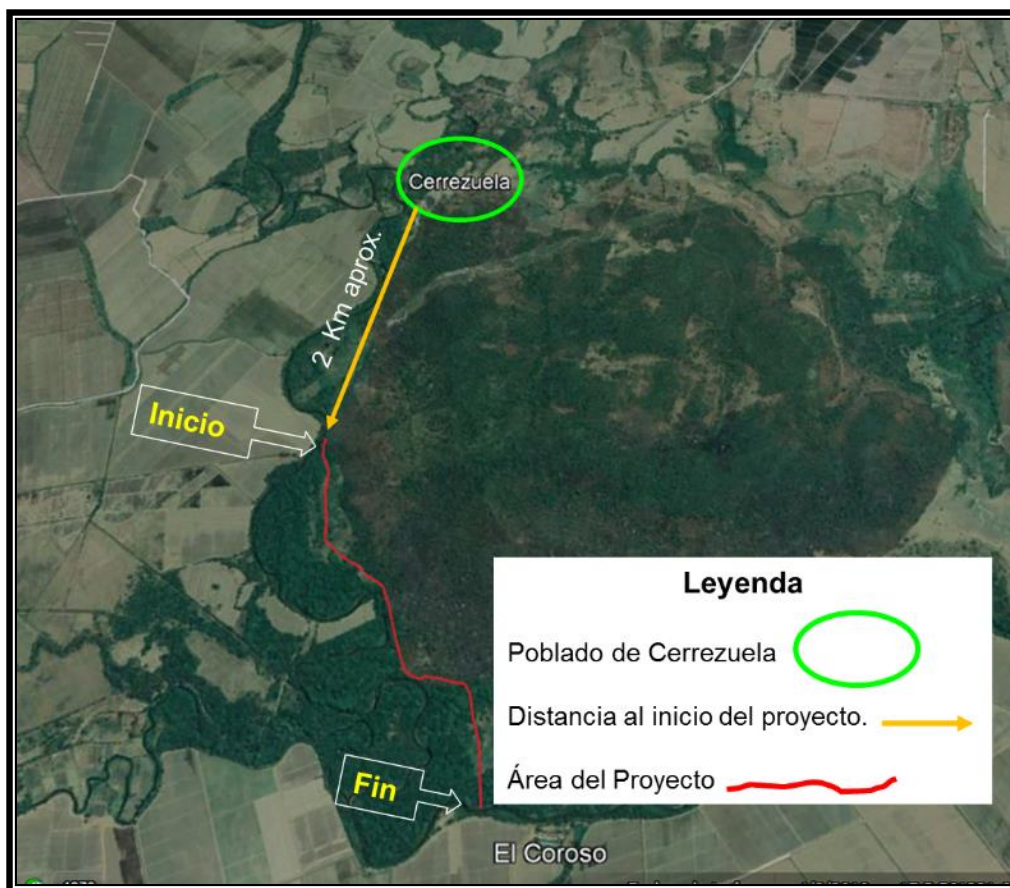 Cerrezuela
2 Km aprox.
Inicio
Leyenda
Poblado de Cerrezuela
Distancia al inicio del proyecto.
Área del Proyecto
Fin
El Coroso